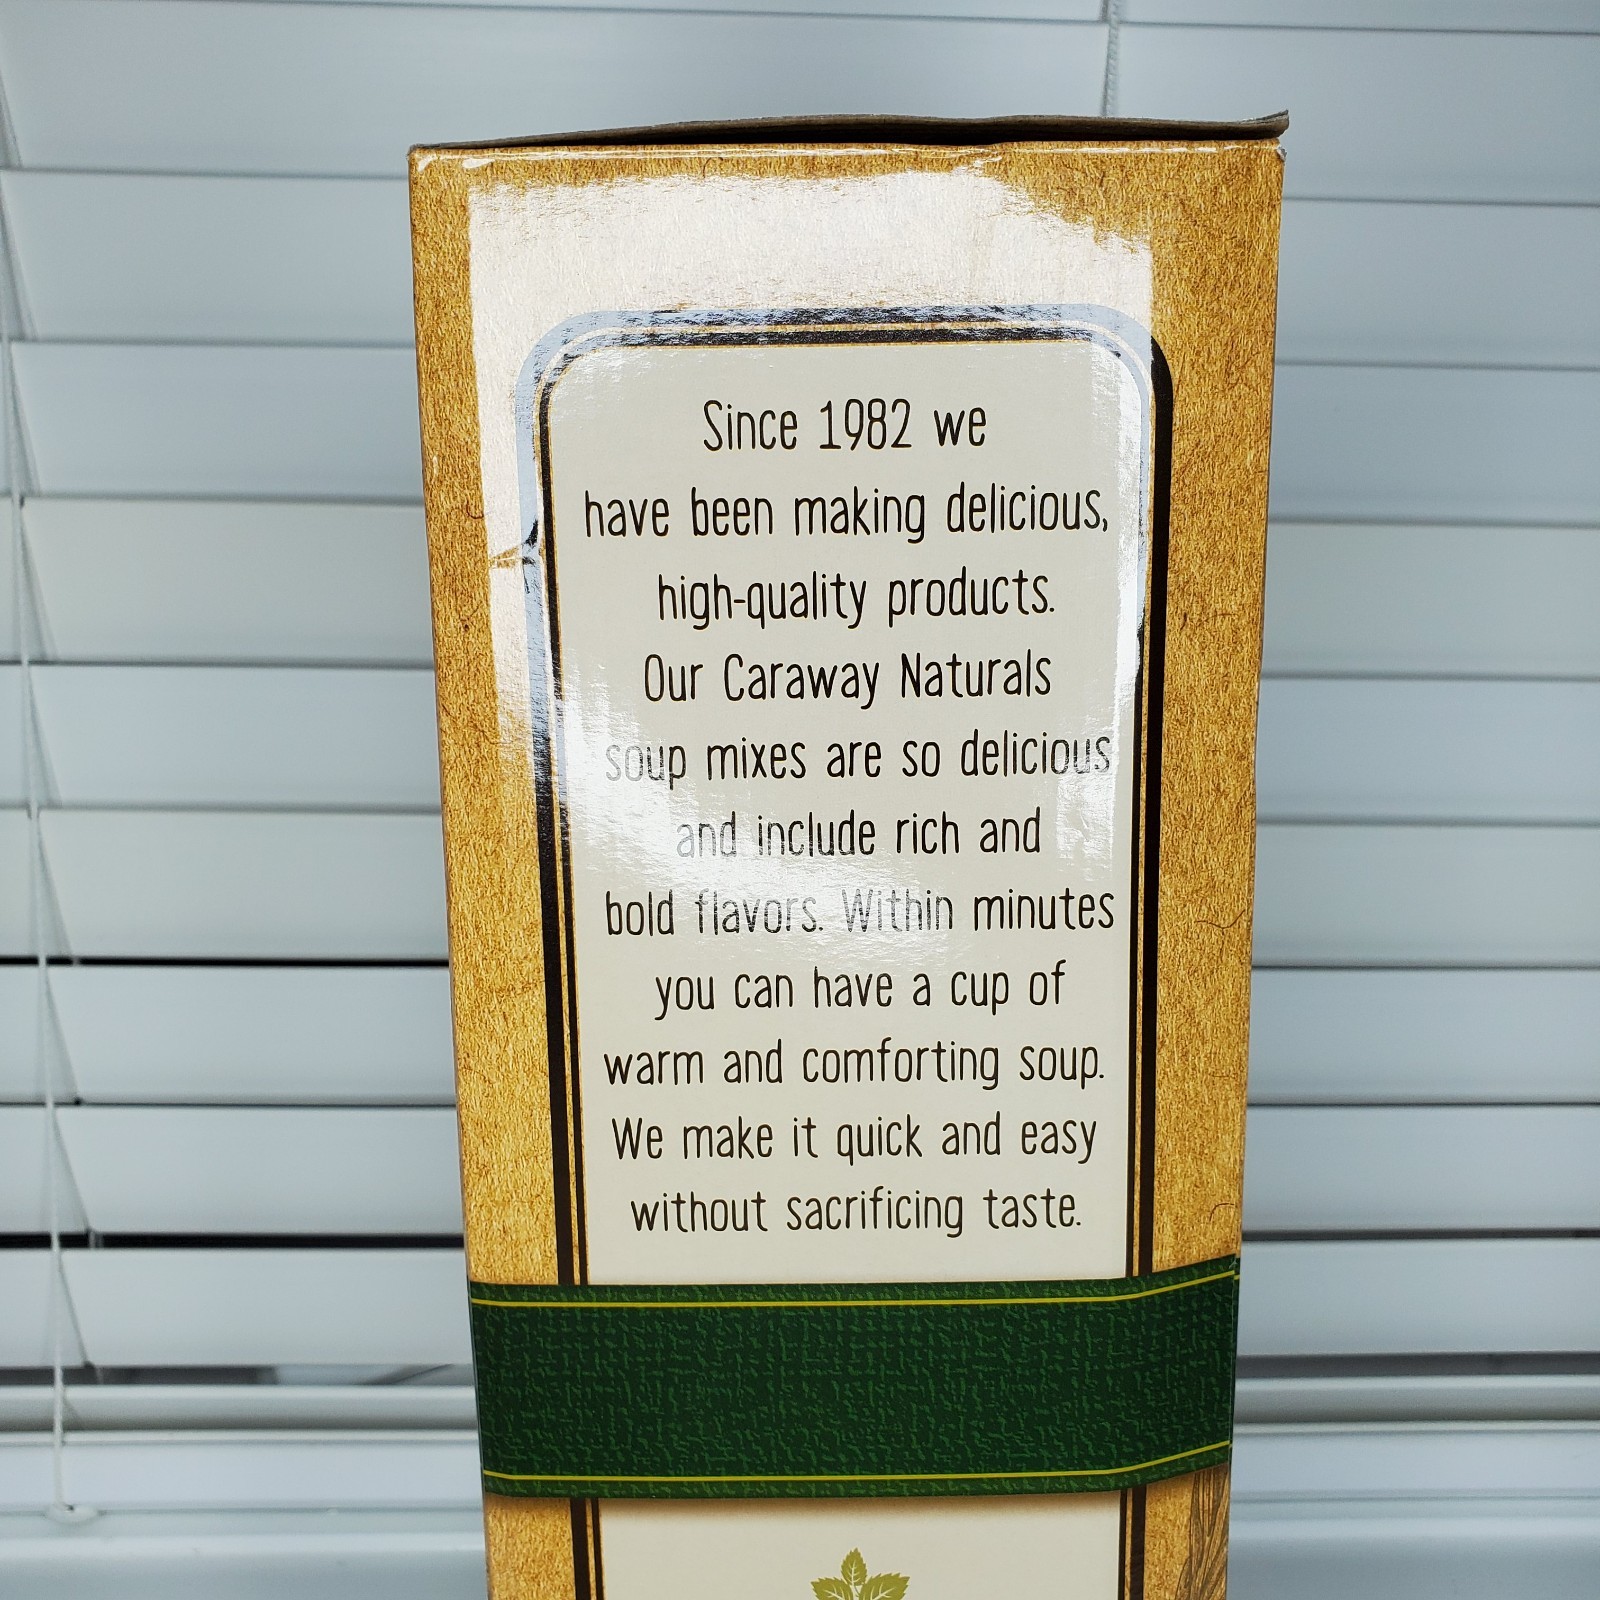 Since 1982 we
have been making delicious,
high-quality products.
Our Caraway Naturals
soup mixes are so delicious
and include rich and
bold flavors. Within minutes
you can have a cup of
warm and comforting soup.
We make it quick and easy
without sacrificing taste.